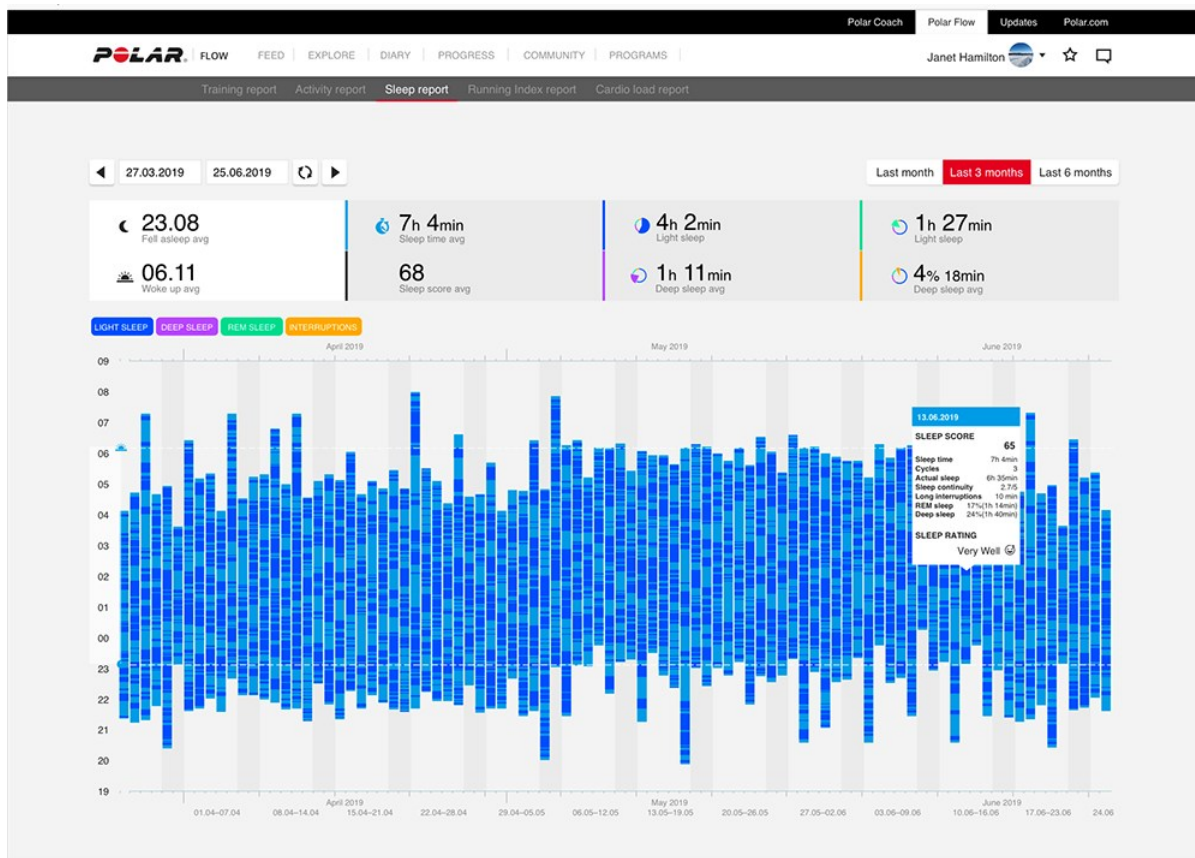 Polar Coach Polar Flow Updates Polar.com
POLAR. FLOW FEED EXPLORE DIARY PROGRESS COMMUNITY PROGRAMS Janet Hamilton
Training report Activity report Sleep report Running Index report Cardio load report
27.03.2019 25.06.2019 Last month Last 3 months Last 6 months
23.08 7h 4min 4h 2min 1h 27min
Fell asleep avg Sleep time avg Light sleep Light sleep
06.11 68 1h 11min 4% 18min
Woke up avg Sleep score avg Deep sleep avg Deep sleep avg
LIGHT SLEEP DEEP SLEEP REM SLEEP INTERRUPTIONS
April 2019 May 2019 June 2019
09
08
07
06
05
04
03
02
01
00
23
22
21
20
19
13.06.2019
SLEEP SCORE
65
Sleep time 7h 4min
Cycles 3
Actual sleep 6h 35min
Sleep continuity 2.7/5
Long interruptions 10 min
REM sleep 17%(1h 14min)
Deep sleep 24%(1h 40min)
SLEEP RATING
Very Well
April 2019 May 2019 June 2019
01.04–07.04 08.04–14.04 15.04–21.04 22.04–28.04 29.04–05.05 06.05–12.05 13.05–19.05 20.05–26.05 27.05–02.06 03.06–09.06 10.06–16.06 17.06–23.06 24.06